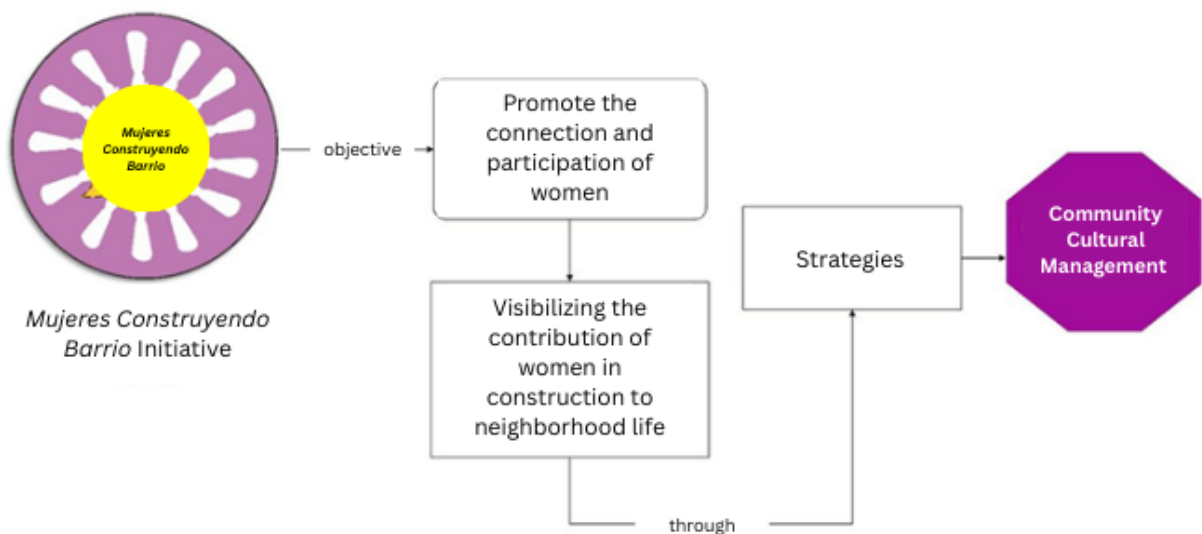 Mujeres
Construyendo
Barrio
Mujeres Construyendo
Barrio Initiative
objective
Promote the
connection and
participation of
women
Visibilizing the
contribution of
women in
construction to
neighborhood life
through
Strategies
Community
Cultural
Management